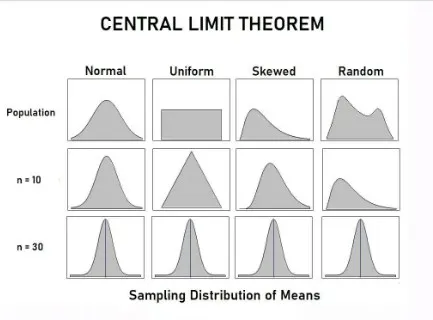 CENTRAL LIMIT THEOREM
Normal Uniform Skewed Random
Population
n = 10
n = 30
Sampling Distribution of Means